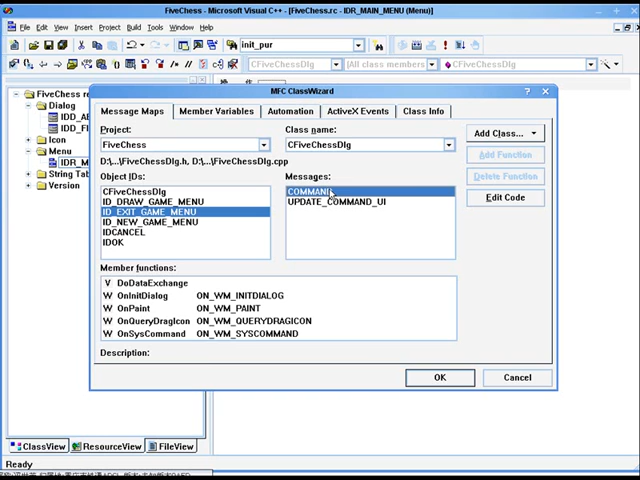 FiveChess - Microsoft Visual C++ - [FiveChess.rc - IDR_MAIN_MENU (Menu)]
File Edit View Insert Project Build Tools Window Help
init_pur
CFiveChessDlg [All class members] CFiveChessDlg
FiveChess re
Dialog
IDD_AB
IDD_FI
Icon
Menu
IDR_M
String Tab
Version
MFC ClassWizard
Message Maps Member Variables Automation ActiveX Events Class Info
Project: Class name:
FiveChess CFiveChessDlg
Add Class...
D:\...\FiveChessDlg.h, D:\...\FiveChessDlg.cpp
Add Function
Object IDs: Messages:
Delete Function
CFiveChessDlg COMMAND
ID_DRAW_GAME_MENU UPDATE_COMMAND_UI
Edit Code
ID_EXIT_GAME_MENU
ID_NEW_GAME_MENU
IDCANCEL
IDOK
Member functions:
V DoDataExchange
W OnInitDialog ON_WM_INITDIALOG
W OnPaint ON_WM_PAINT
W OnQueryDragIcon ON_WM_QUERYDRAGICON
W OnSysCommand ON_WM_SYSCOMMAND
Description:
OK Cancel
ClassView ResourceView FileView
Ready